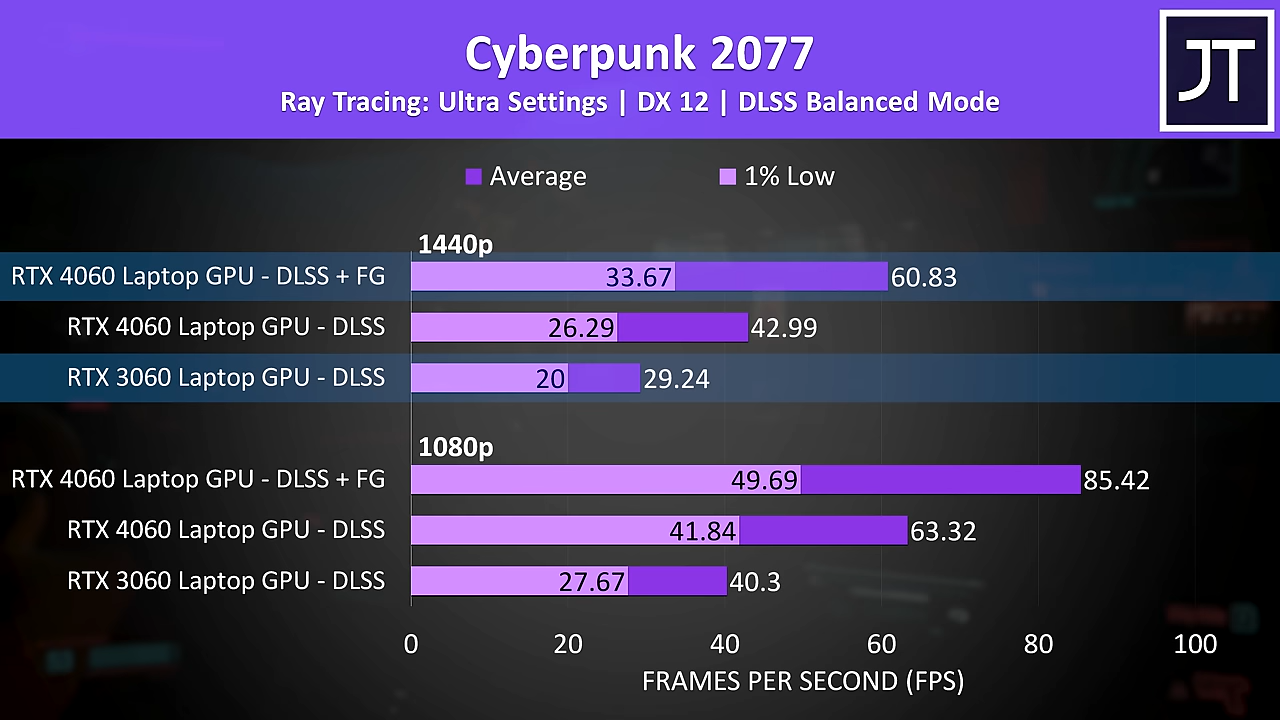 Cyberpunk 2077
JT
Ray Tracing: Ultra Settings | DX 12 | DLSS Balanced Mode
Average 1% Low
1440p
RTX 4060 Laptop GPU - DLSS + FG 33.67 60.83
RTX 4060 Laptop GPU - DLSS 26.29 42.99
RTX 3060 Laptop GPU - DLSS 20 29.24
1080p
RTX 4060 Laptop GPU - DLSS + FG 49.69 85.42
RTX 4060 Laptop GPU - DLSS 41.84 63.32
RTX 3060 Laptop GPU - DLSS 27.67 40.3
0 20 40 60 80 100
FRAMES PER SECOND (FPS)